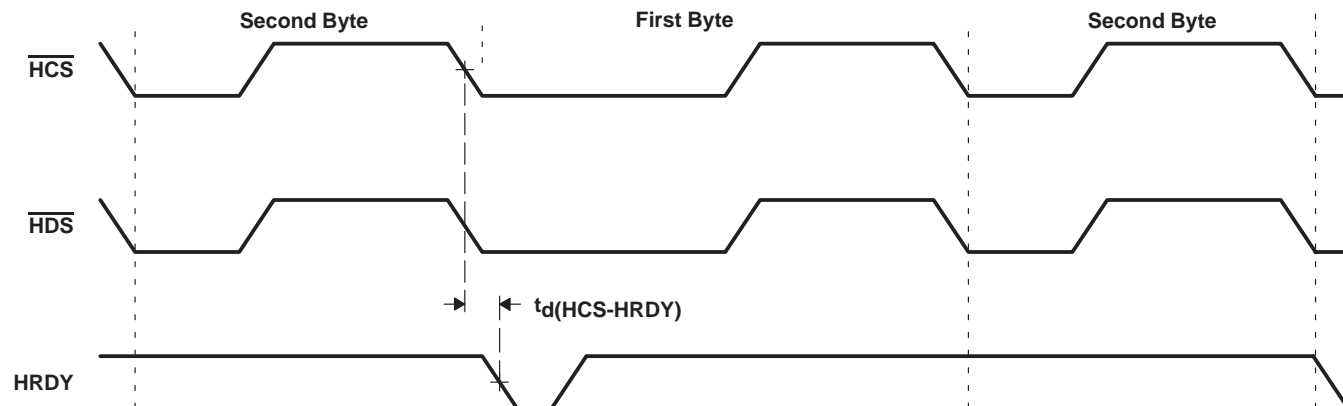 Second Byte First Byte Second Byte
HCS
HDS
td(HCS-HRDY)
HRDY